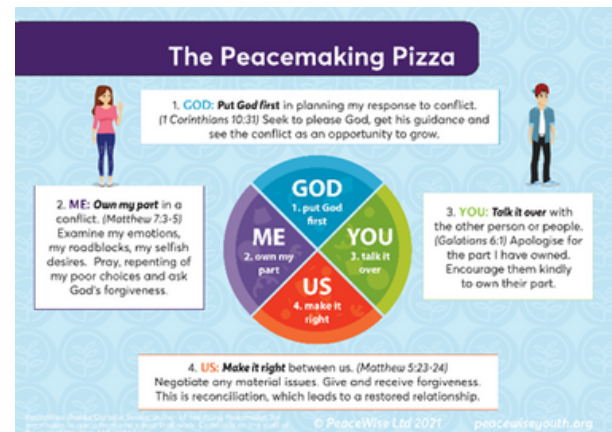 The Peacemaking Pizza
1. GOD: Put God first in planning my response to conflict.
(1 Corinthians 10:31) Seek to please God, get his guidance and
see the conflict as an opportunity to grow.
2. ME: Own my part in a
conflict. (Matthew 7:3-5)
Examine my emotions,
my roadblocks, my selfish
desires. Pray, repenting of
my poor choices and ask
God's forgiveness.
GOD
1. put God
first
ME
2. own my
part
YOU
3. talk it
over
US
4. make it
right
3. YOU: Talk it over with
the other person or people.
(Galatians 6:1) Apologise for
the part I have owned.
Encourage them kindly
to own their part.
4. US: Make it right between us. (Matthew 5:23-24)
Negotiate any material issues. Give and receive forgiveness.
This is reconciliation, which leads to a restored relationship.
© PeaceWise Ltd 2021
peacewiseyouth.org